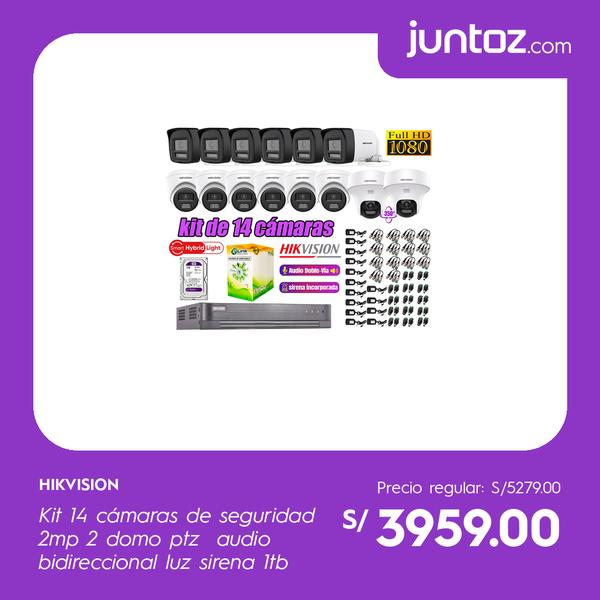 juntoz.com
Full HD
1080
350°
kit de 14 cámaras
Smart Hybrid Light
HIKVISION
Audio Doble-Vía
sirena incorporada
HIKVISION
Precio regular: S/5279.00
Kit 14 cámaras de seguridad
2mp 2 domo ptz audio
bidireccional luz sirena 1tb
S/ 3959.00